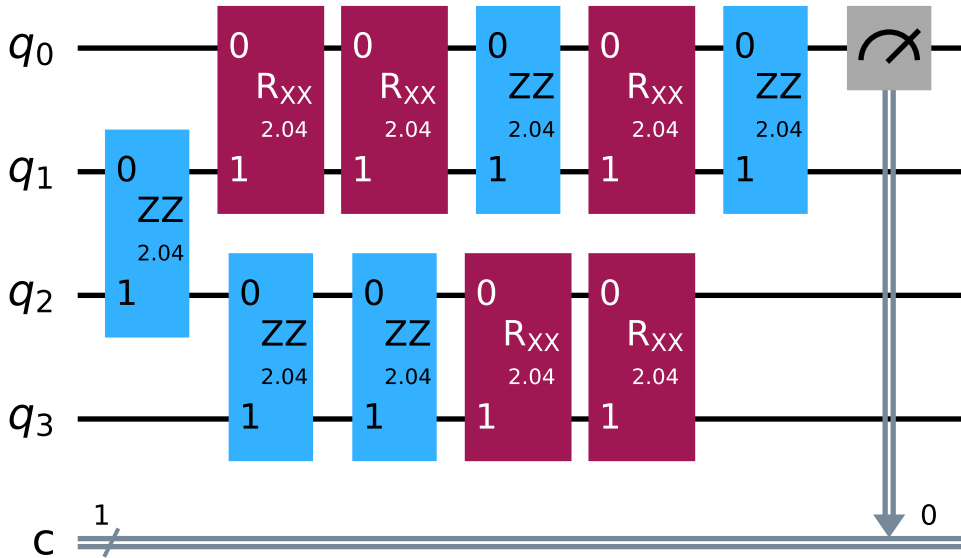 q0 0 0 0 0 0
RXX RXX ZZ RXX ZZ
2.04 2.04 2.04 2.04 2.04
q1 0 1 1 1 1 1
ZZ
2.04
q2 1 0 0 0 0
ZZ ZZ RXX RXX
2.04 2.04 2.04 2.04
q3 1 1 1 1
1 0
c